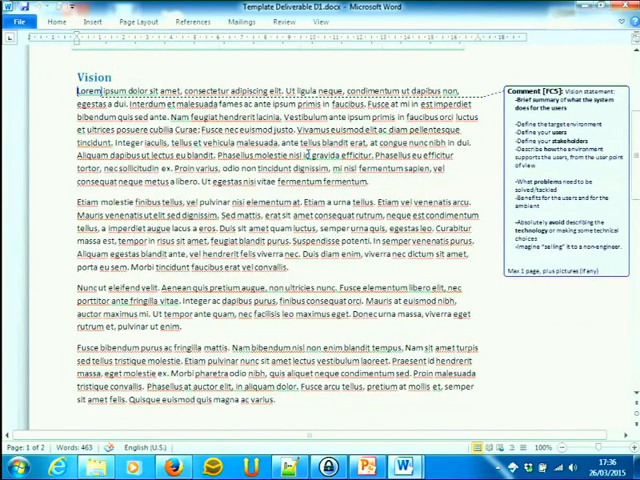 Template Deliverable D1.docx - Microsoft Word
File Home Insert Page Layout References Mailings Review View
Vision
Lorem ipsum dolor sit amet, consectetur adipiscing elit. Ut ligula neque, condimentum ut dapibus non,
egestas a dui. Interdum et malesuada fames ac ante ipsum primis in faucibus. Fusce at mi in est imperdiet
bibendum quis sed ante. Nam feugiat hendrerit lacinia. Vestibulum ante ipsum primis in faucibus orci luctus
et ultrices posuere cubilia Curae; Fusce nec euismod justo. Vivamus euismod elit ac diam pellentesque
tincidunt. Integer iaculis, tellus et vehicula malesuada, ante tellus blandit erat, at congue nunc nibh in dui.
Aliquam dapibus ut lectus eu blandit. Phasellus molestie nisl id gravida efficitur. Phasellus eu efficitur
tortor, nec sollicitudin ex. Proin varius, odio non tincidunt dignissim, mi nisl fermentum sapien, vel
consequat neque metus a libero. Ut egestas nisi vitae fermentum fermentum.
Etiam molestie finibus tellus, vel pulvinar nisl elementum at. Etiam a urna tellus. Etiam vel venenatis arcu.
Mauris venenatis ut elit sed dignissim. Sed mattis, erat sit amet consequat rutrum, neque est condimentum
tellus, a imperdiet augue lacus a eros. Duis sit amet quam luctus, semper urna quis, egestas elit. Curabitur
massa est, tempor in risus sit amet, feugiat blandit purus. Suspendisse potenti. In semper venenatis purus.
Aliquam egestas blandit ante, vel hendrerit felis viverra nec. Duis diam enim, viverra nec dictum sit amet,
porta eu sem. Morbi tincidunt faucibus erat vel convallis.
Nunc ut eleifend velit. Aenean quis pretium augue, non ultricies nunc. Fusce elementum libero elit, nec
porttitor ante fringilla vitae. Integer ac dapibus purus, finibus consequat orci. Mauris at euismod velit,
auctor maximus mi. Ut tempor ante quam, nec facilisis leo maximus eget. Donec urna massa, viverra eget
rutrum et, pulvinar ut enim.
Fusce bibendum purus ac fringilla mattis. Nam bibendum nisl enim blandit tempus. Nam sit amet turpis
sed tellus tristique molestie. Etiam pulvinar nunc sit amet lectus vestibulum laoreet. Praesent id hendrerit
massa, eget molestie ex. Morbi pharetra odio nibh, quis aliquet diam sollicitudin et. Proin malesuada
tristique commodo. Phasellus at auctor elit, in aliquam dolor. Fusce arcu tellus, pretium at mollis et, semper
sit amet felis. Quisque euismod quis magna ac varius.
Comment [FC5]: Vision statement:
-Brief summary of what the system
does for the users
-Define the target environment
-Define your users
-Define your stakeholders
-Describe how the environment
supports the users, from the user
point of view
-What problems need to be
solved/tackled
-Benefits for the users and for the
ambient
-Absolutely avoid describing the
technology or making some technical
choices
-Imagine "selling" it to a non-engineer.
Max 1 page, plus pictures (if any)
Page: 1 of 2 Words: 463 English (U.S.) 100%
17:36
26/03/2015